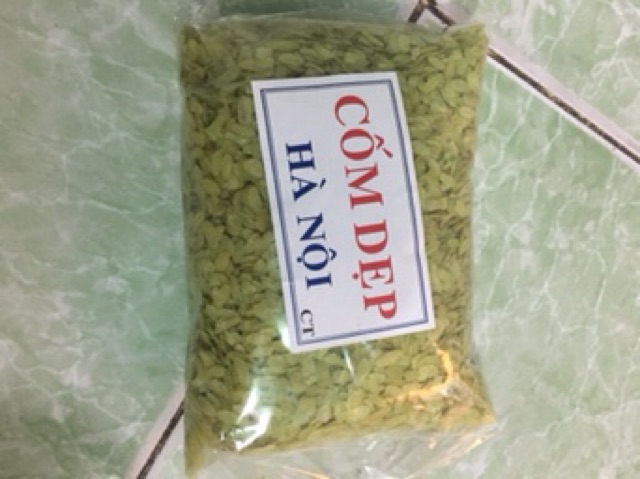 CỐM DẸP
HÀ NỘI
CT